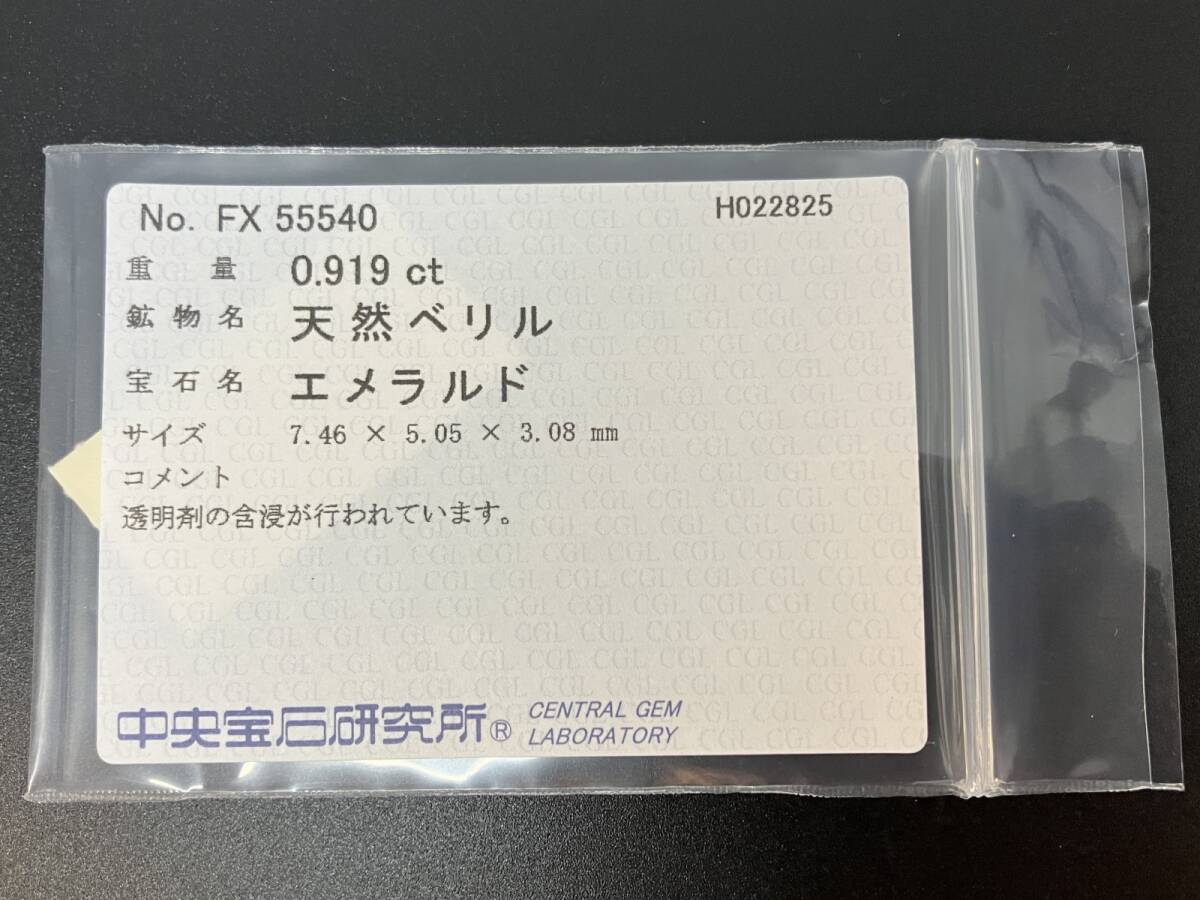 No. FX 55540 H022825
重量 0.919 ct
鉱物名 天然ベリル
宝石名 エメラルド
サイズ 7.46 × 5.05 × 3.08 mm
コメント
透明剤の含浸が行われています。
中央宝石研究所® CENTRAL GEM
LABORATORY